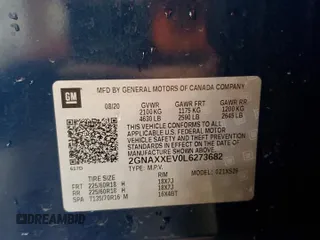 GM
MFD BY GENERAL MOTORS OF CANADA COMPANY
08/20 GVWR GAWR FRT GAWR RR
2100 KG 1175 KG 1200 KG
4630 LB 2590 LB 2645 LB
THIS VEHICLE CONFORMS TO ALL APPLICABLE
U.S. FEDERAL MOTOR VEHICLE SAFETY, BUMPER, AND
THEFT PREVENTION STANDARDS IN EFFECT ON
THE DATE OF MANUFACTURE SHOWN ABOVE.
2GNAXXEV0L6273682
TYPE: M.P.V.
TIRE SIZE RIM
FRT 225/60R18 H 18X7J
RR 225/60R18 H 18X7J
SPA T135/70R16 M 16X4BT
DREAMBID